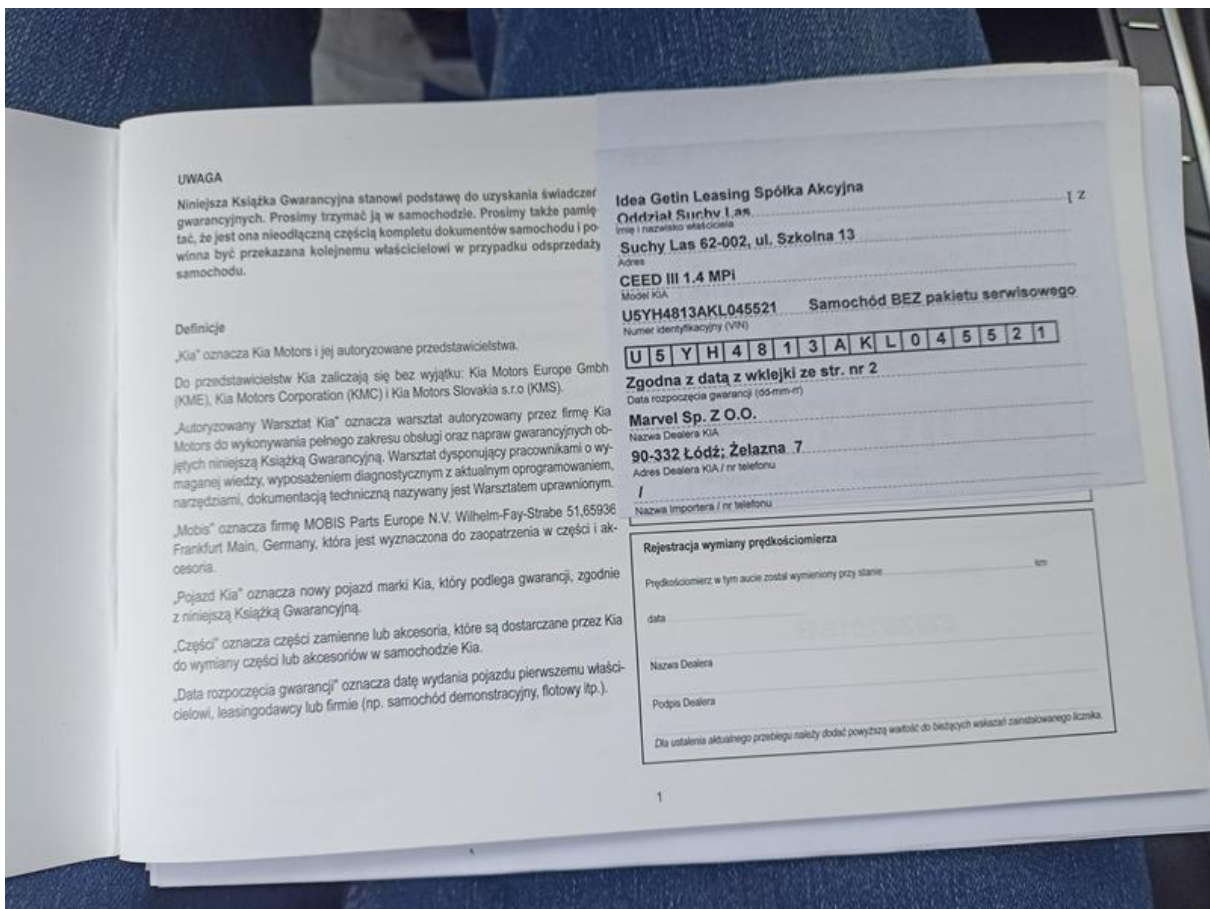 UWAGA
Niniejsza Książka Gwarancyjna stanowi podstawę do uzyskania świadczeń
gwarancyjnych. Prosimy trzymać ją w samochodzie. Prosimy także pamię-
tać, że jest ona nieodłączną częścią kompletu dokumentów samochodu i po-
winna być przekazana kolejnemu właścicielowi w przypadku odsprzedaży
samochodu.
Definicje
„Kia” oznacza Kia Motors i jej autoryzowane przedstawicielstwa.
Do przedstawicielstw Kia zaliczają się bez wyjątku: Kia Motors Europe Gmbh
(KME), Kia Motors Corporation (KMC) i Kia Motors Slovakia s.r.o (KMS).
„Autoryzowany Warsztat Kia” oznacza warsztat autoryzowany przez firmę Kia
Motors do wykonywania pełnego zakresu obsługi oraz napraw gwarancyjnych ob-
jętych niniejszą Książką Gwarancyjną. Warsztat dysponujący pracownikami o wy-
maganej wiedzy, wyposażeniem diagnostycznym z aktualnym oprogramowaniem,
narzędziami, dokumentacją techniczną nazywany jest Warsztatem uprawnionym.
„Mobis” oznacza firmę MOBIS Parts Europe N.V. Wilhelm-Fay-Strabe 51,65936
Frankfurt Main, Germany, która jest wyznaczona do zaopatrzenia w części i ak-
cesoria.
„Pojazd Kia” oznacza nowy pojazd marki Kia, który podlega gwarancji, zgodnie
z niniejszą Książką Gwarancyjną.
„Części” oznacza części zamienne lub akcesoria, które są dostarczane przez Kia
do wymiany części lub akcesoriów w samochodzie Kia.
„Data rozpoczęcia gwarancji” oznacza datę wydania pojazdu pierwszemu właści-
cielowi, leasingodawcy lub firmie (np. samochód demonstracyjny, flotowy itp.).
Idea Getin Leasing Spółka Akcyjna
Oddział Suchy Las
Imię i nazwisko właściciela
Suchy Las 62-002, ul. Szkolna 13
Adres
CEED III 1.4 MPi
Model KIA
U5YH4813AKL045521 Samochód BEZ pakietu serwisowego
Numer identyfikacyjny (VIN)
U5YH4813AKL045521
Zgodna z datą z wklejki ze str. nr 2
Data rozpoczęcia gwarancji (dd-mm-rr)
Marvel Sp. Z O.O.
Nazwa Dealera KIA
90-332 Łódź; Żelazna 7
Adres Dealera KIA / nr telefonu
/
Nazwa Importera / nr telefonu
Rejestracja wymiany prędkościomierza
Prędkościomierz w tym aucie został wymieniony przy stanie km
data
Nazwa Dealera
Podpis Dealera
Dla ustalenia aktualnego przebiegu należy dodać powyższą wartość do bieżących wskazań zainstalowanego licznika.
1